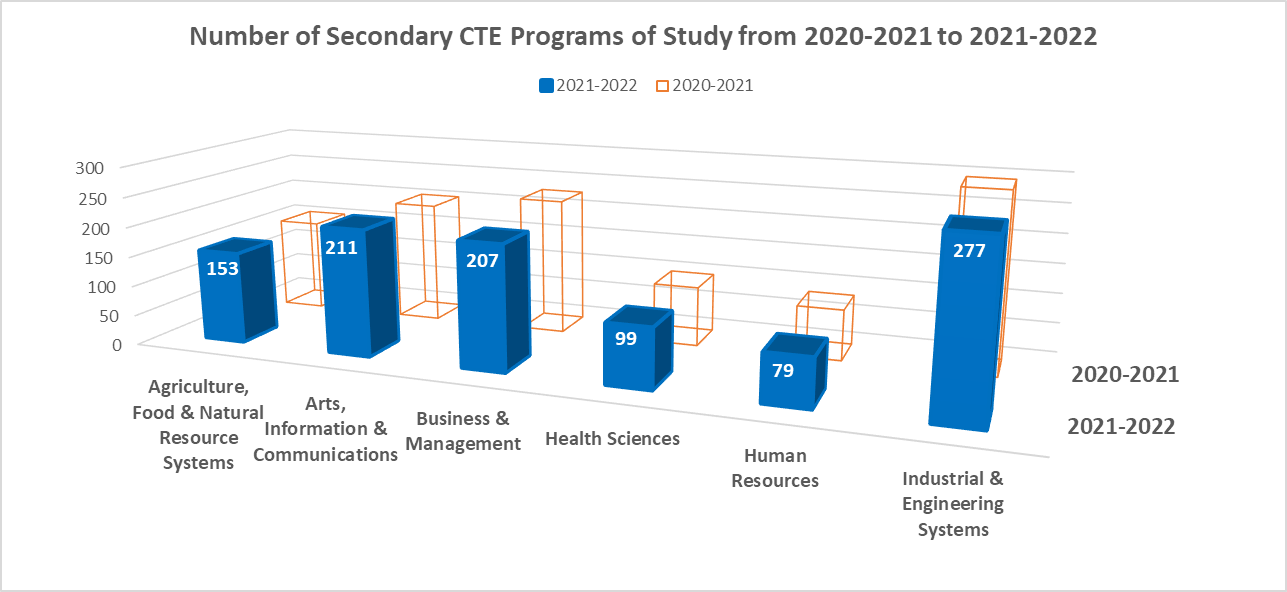 Number of Secondary CTE Programs of Study from 2020-2021 to 2021-2022
2021-2022 2020-2021
300
250
200
150
100
50
0
153
211
207
99
79
277
Agriculture,
Food & Natural
Resource
Systems
Arts,
Information &
Communications
Business &
Management
Health Sciences
Human
Resources
Industrial &
Engineering
Systems
2020-2021
2021-2022